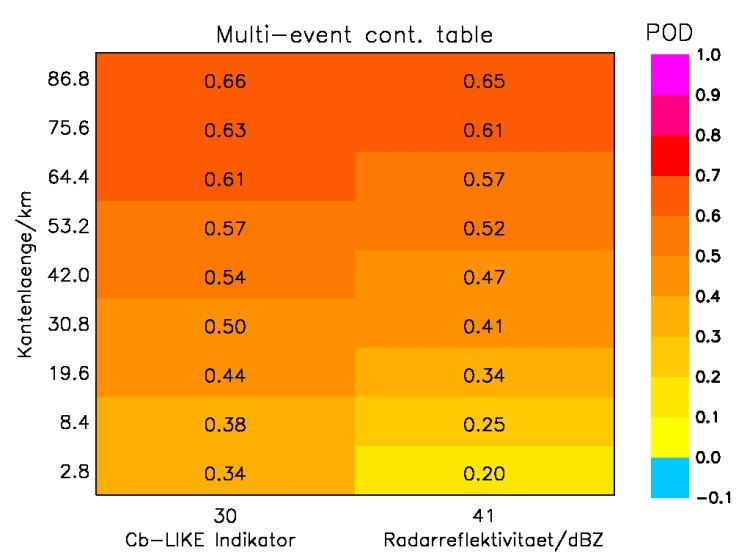 Multi-event cont. table
POD
Kantenlaenge/km
86.8 0.66 0.65
75.6 0.63 0.61
64.4 0.61 0.57
53.2 0.57 0.52
42.0 0.54 0.47
30.8 0.50 0.41
19.6 0.44 0.34
8.4 0.38 0.25
2.8 0.34 0.20
30 41
Cb-LIKE Indikator Radarreflektivitaet/dBZ
1.0
0.9
0.8
0.7
0.6
0.5
0.4
0.3
0.2
0.1
0.0
-0.1